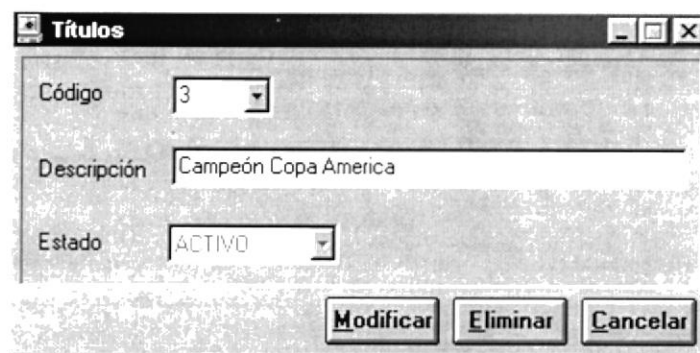 Títulos
Código 3
Descripción Campeón Copa America
Estado ACTIVO
Modificar Eliminar Cancelar